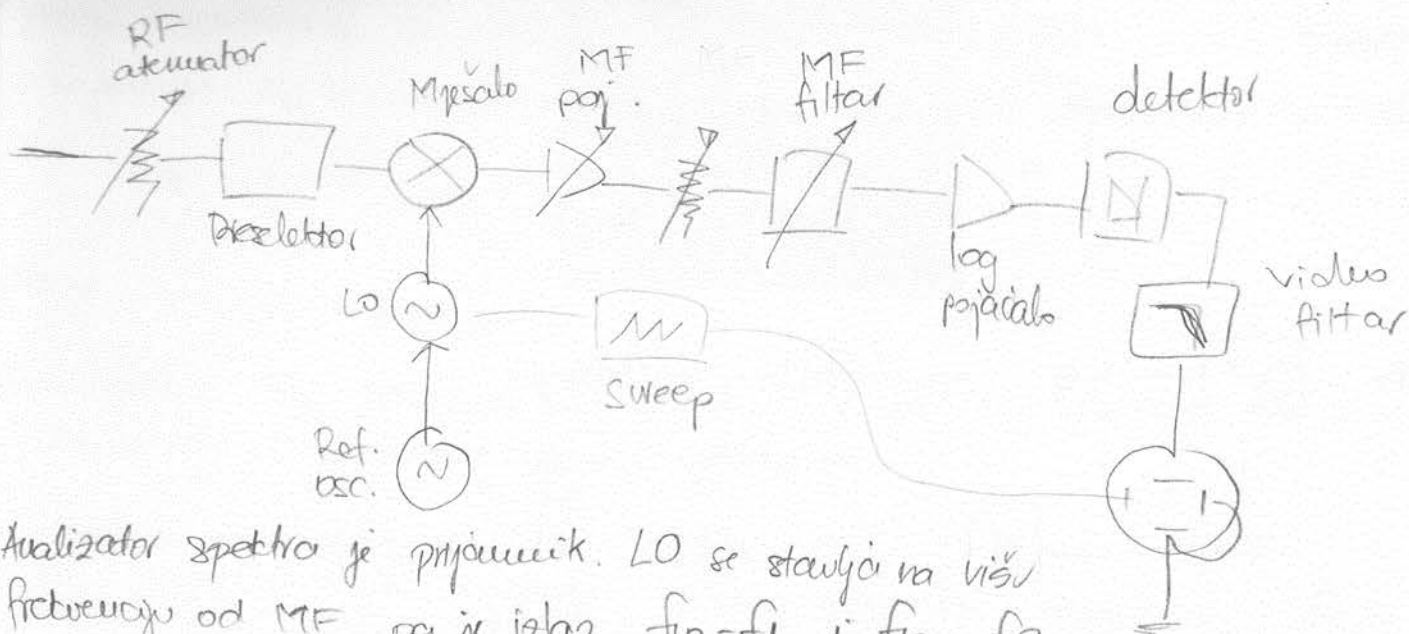 RF
atenuator
MF
poj.
MF
filtar
detektor
Mješalo
Preselektor
LO
log
pojačalo
video
filtar
Sweep
Ref.
osc.
Analizator spektra je prijamnik. LO se stavlja na višu
frekvenciju od MF pa je izlaz